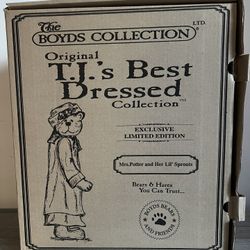 The
BOYDS COLLECTION® LTD.
Original
T.J.'s Best
Dressed
Collection™
EXCLUSIVE
LIMITED EDITION
Mrs.Potter and Her Lil' Sprouts
Bears & Hares
You Can Trust...
BOYDS BEARS
AND FRIENDS